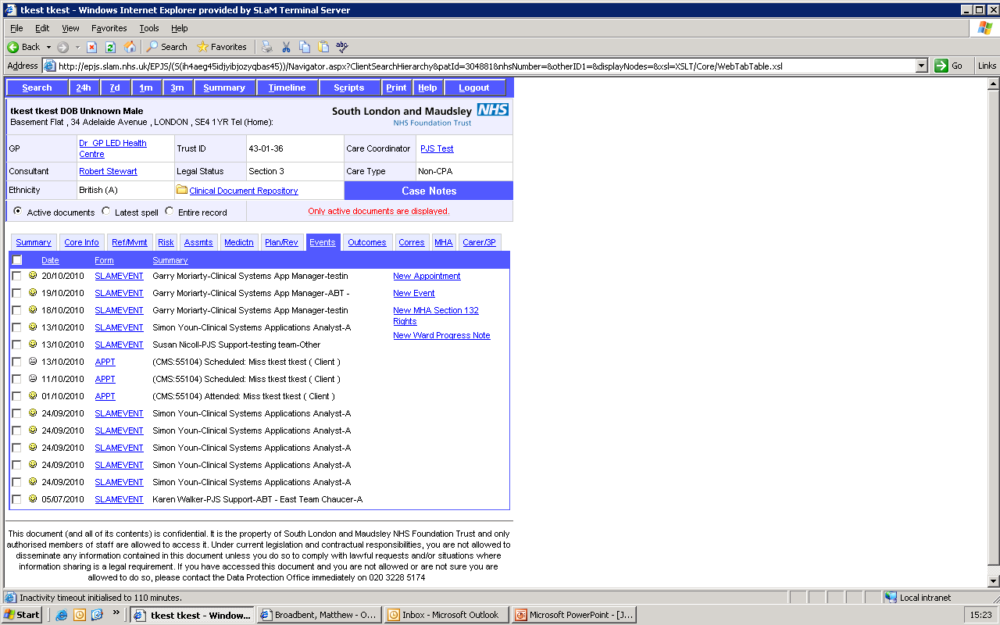 tkest tkest - Windows Internet Explorer provided by SLaM Terminal Server
File Edit View Favorites Tools Help
Back Search Favorites
Address http://epjs.slam.nhs.uk/EPJS/(S(ih4aeg45idjyibjozyqbas45))/Navigator.aspx?ClientSearchHierarchy&patId=304881&nhsNumber=&otherID1=&displayNodes=&xsl=XSLT/Core/WebTabTable.xsl Go Links
Search 24h 7d 1m 3m Summary Timeline Scripts Print Help Logout
tkest tkest DOB Unknown Male
Basement Flat , 34 Adelaide Avenue , LONDON , SE4 1YR Tel (Home):
South London and Maudsley NHS
NHS Foundation Trust
GP Dr GP LED Health Centre Trust ID 43-01-36 Care Coordinator PJS Test
Consultant Robert Stewart Legal Status Section 3 Care Type Non-CPA
Ethnicity British (A) Clinical Document Repository Case Notes
Active documents Latest spell Entire record Only active documents are displayed.
Summary Core Info Ref/Mvmt Risk Assmts Medictn Plan/Rev Events Outcomes Corres MHA Carer/3P
Date Form Summary
20/10/2010 SLAMEVENT Garry Moriarty-Clinical Systems App Manager-testin New Appointment
19/10/2010 SLAMEVENT Garry Moriarty-Clinical Systems App Manager-ABT - New Event
18/10/2010 SLAMEVENT Garry Moriarty-Clinical Systems App Manager-testin New MHA Section 132
Rights
13/10/2010 SLAMEVENT Simon Youn-Clinical Systems Applications Analyst-A
New Ward Progress Note
13/10/2010 SLAMEVENT Susan Nicoll-PJS Support-testing team-Other
13/10/2010 APPT (CMS:55104) Scheduled: Miss tkest tkest ( Client )
11/10/2010 APPT (CMS:55104) Scheduled: Miss tkest tkest ( Client )
01/10/2010 APPT (CMS:55104) Attended: Miss tkest tkest ( Client )
24/09/2010 SLAMEVENT Simon Youn-Clinical Systems Applications Analyst-A
24/09/2010 SLAMEVENT Simon Youn-Clinical Systems Applications Analyst-A
24/09/2010 SLAMEVENT Simon Youn-Clinical Systems Applications Analyst-A
24/09/2010 SLAMEVENT Simon Youn-Clinical Systems Applications Analyst-A
24/09/2010 SLAMEVENT Simon Youn-Clinical Systems Applications Analyst-A
05/07/2010 SLAMEVENT Karen Walker-PJS Support-ABT - East Team Chaucer-A
This document (and all of its contents) is confidential. It is the property of South London and Maudsley NHS Foundation Trust and only
authorised members of staff are allowed to access it. Under current legislation and contractual responsibilities, you are not allowed to
disseminate any information contained in this document unless you do so to comply with lawful requests and/or situations where
information sharing is a legal requirement. If you have accessed this document and you are not allowed or are not sure you are
allowed to do so, please contact the Data Protection Office immediately on 020 3228 5174
Inactivity timeout initialised to 110 minutes. Local intranet
Start tkest tkest - Window... Broadbent, Matthew - O... Inbox - Microsoft Outlook Microsoft PowerPoint - [J... 15:23